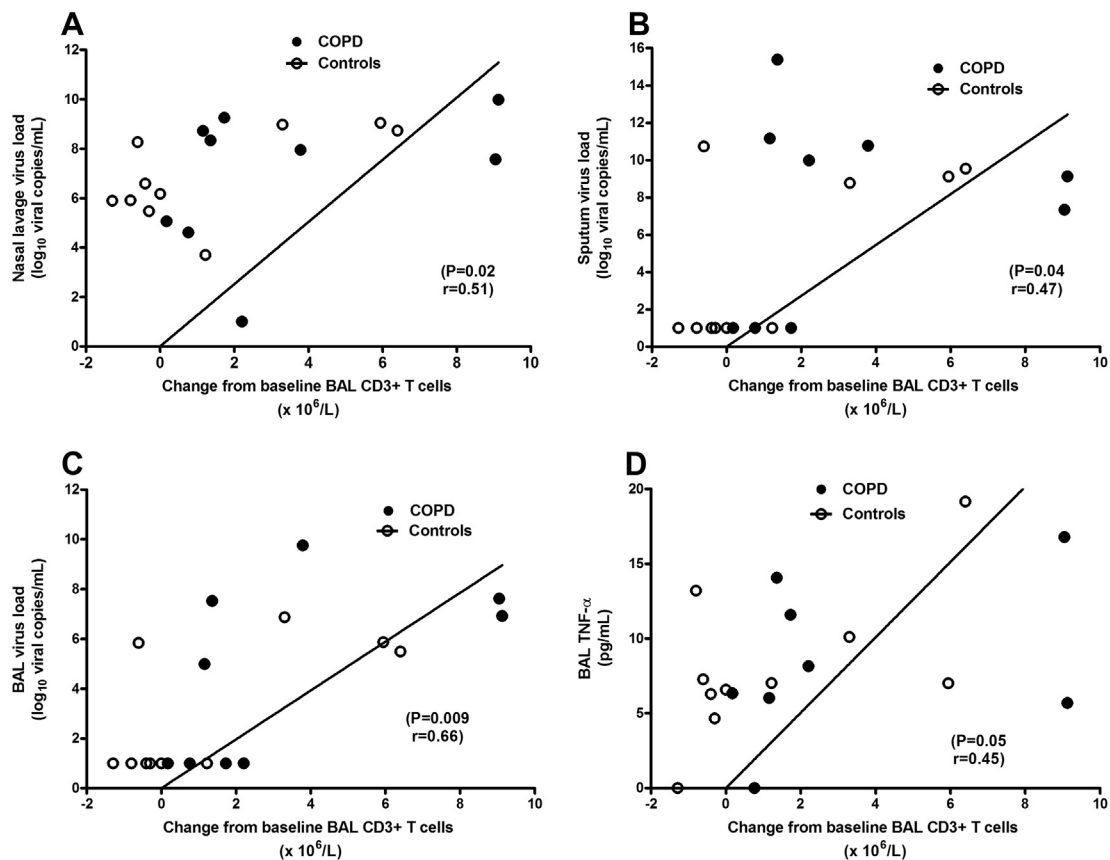 A
COPD
Controls
12
10
8
6
4
2
0
Nasal lavage virus load
(log10 viral copies/mL)
(P=0.02
r=0.51)
-2 0 2 4 6 8 10
Change from baseline BAL CD3+ T cells
(x 10^6/L)
B
COPD
Controls
16
14
12
10
8
6
4
2
0
Sputum virus load
(log10 viral copies/mL)
(P=0.04
r=0.47)
-2 0 2 4 6 8 10
Change from baseline BAL CD3+ T cells
(x 10^6/L)
C
COPD
Controls
12
10
8
6
4
2
0
BAL virus load
(log10 viral copies/mL)
(P=0.009
r=0.66)
-2 0 2 4 6 8 10
Change from baseline BAL CD3+ T cells
(x 10^6/L)
D
COPD
Controls
20
15
10
5
0
BAL TNF-α
(pg/mL)
(P=0.05
r=0.45)
-2 0 2 4 6 8 10
Change from baseline BAL CD3+ T cells
(x 10^6/L)